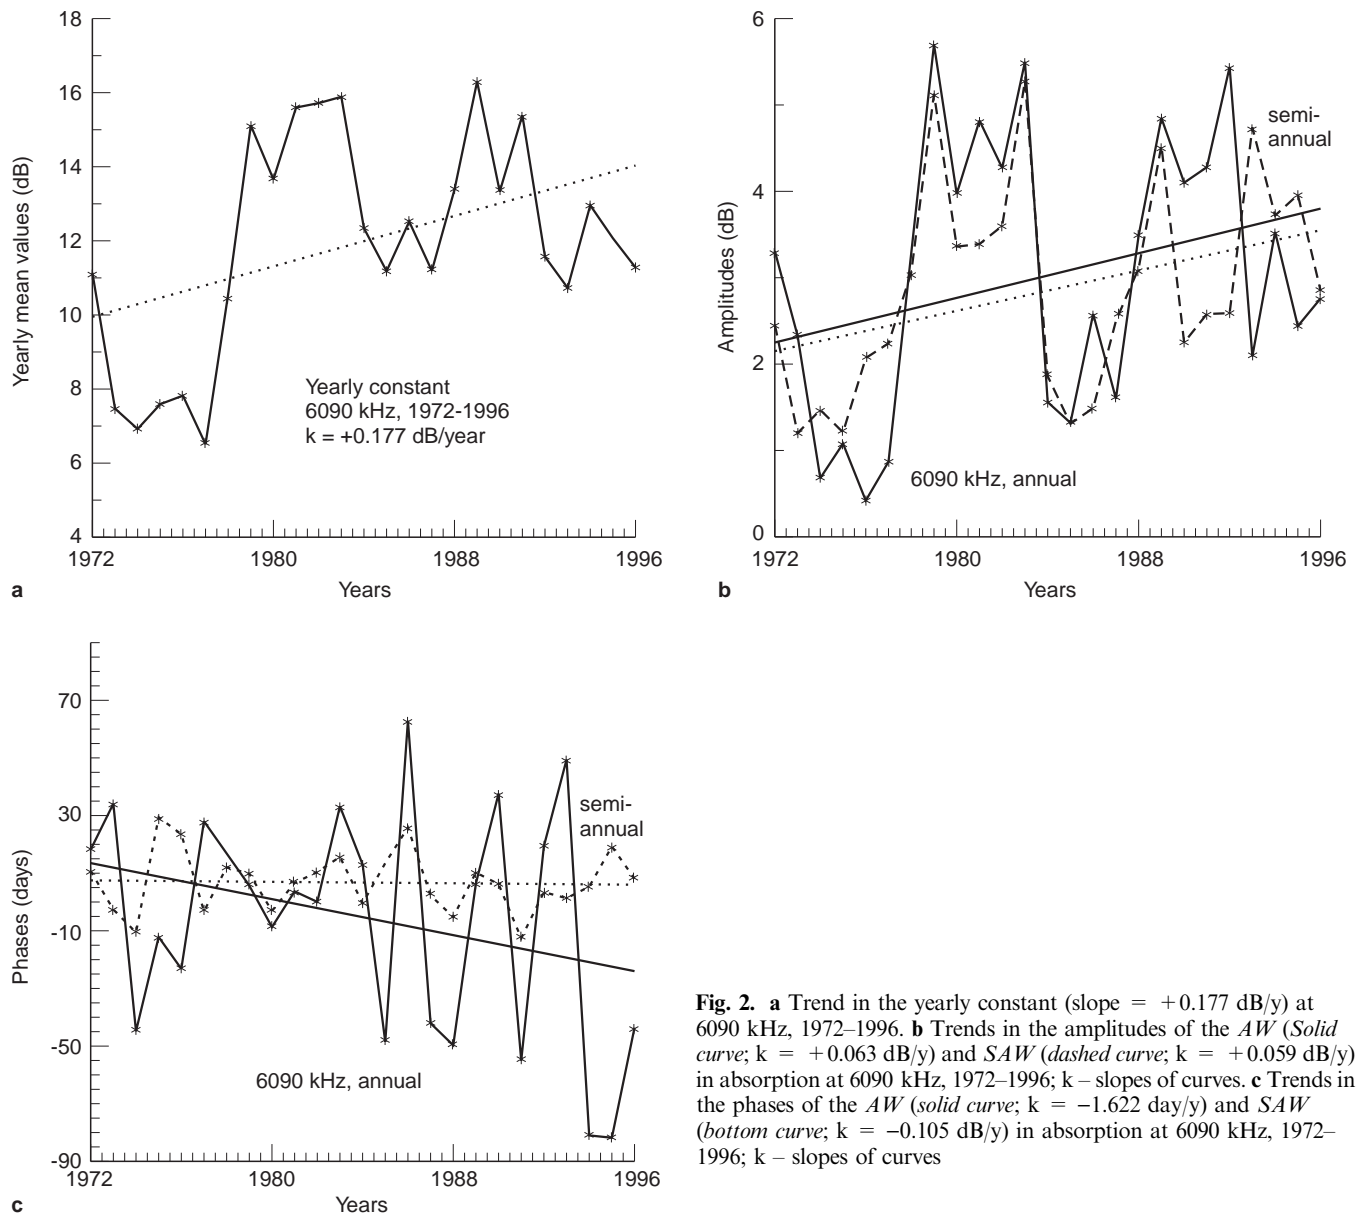 18
16
14
12
10
8
6
4
Yearly mean values (dB)
Yearly constant
6090 kHz, 1972-1996
k = +0.177 dB/year
1972 1980 1988 1996
Years
a
6
4
2
0
Amplitudes (dB)
semi-
annual
6090 kHz, annual
1972 1980 1988 1996
Years
b
70
30
-10
-50
-90
Phases (days)
semi-
annual
6090 kHz, annual
1972 1980 1988 1996
Years
c
Fig. 2. a Trend in the yearly constant (slope = +0.177 dB/y) at
6090 kHz, 1972–1996. b Trends in the amplitudes of the AW (Solid
curve; k = +0.063 dB/y) and SAW (dashed curve; k = +0.059 dB/y)
in absorption at 6090 kHz, 1972–1996; k – slopes of curves. c Trends in
the phases of the AW (solid curve; k = −1.622 day/y) and SAW
(bottom curve; k = −0.105 dB/y) in absorption at 6090 kHz, 1972–
1996; k – slopes of curves